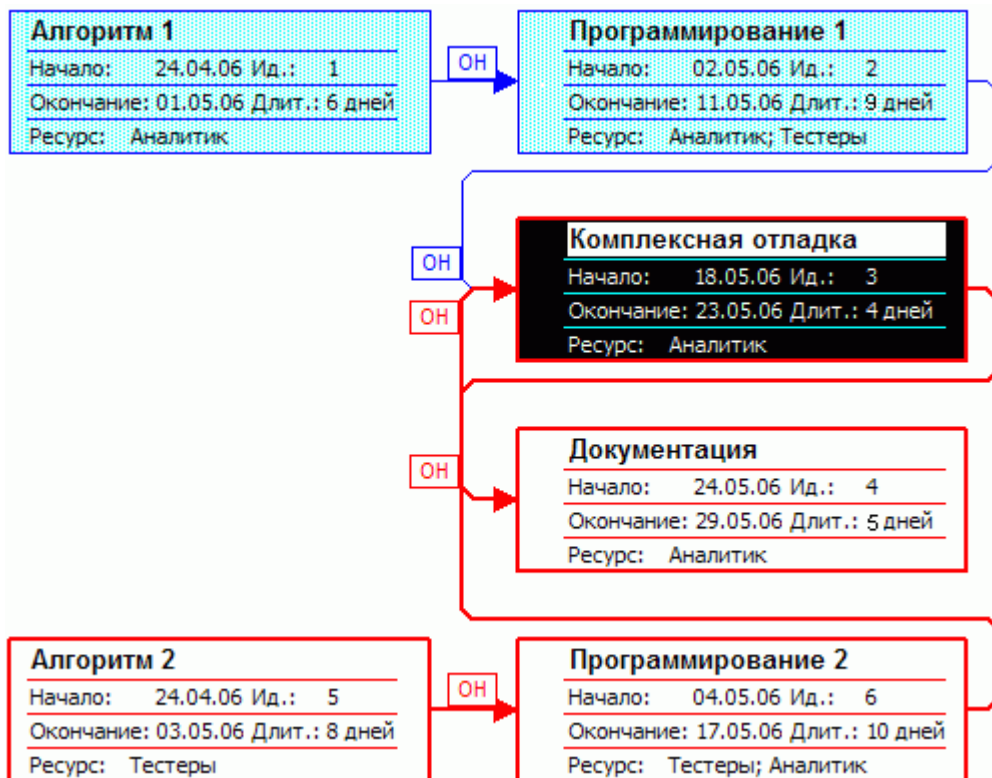 Алгоритм 1
Начало: 24.04.06 Ид.: 1
Окончание: 01.05.06 Длит.: 6 дней
Ресурс: Аналитик
ОН
Программирование 1
Начало: 02.05.06 Ид.: 2
Окончание: 11.05.06 Длит.: 9 дней
Ресурс: Аналитик; Тестеры
ОН
ОН
Комплексная отладка
Начало: 18.05.06 Ид.: 3
Окончание: 23.05.06 Длит.: 4 дней
Ресурс: Аналитик
ОН
Документация
Начало: 24.05.06 Ид.: 4
Окончание: 29.05.06 Длит.: 5 дней
Ресурс: Аналитик
Алгоритм 2
Начало: 24.04.06 Ид.: 5
Окончание: 03.05.06 Длит.: 8 дней
Ресурс: Тестеры
ОН
Программирование 2
Начало: 04.05.06 Ид.: 6
Окончание: 17.05.06 Длит.: 10 дней
Ресурс: Тестеры; Аналитик